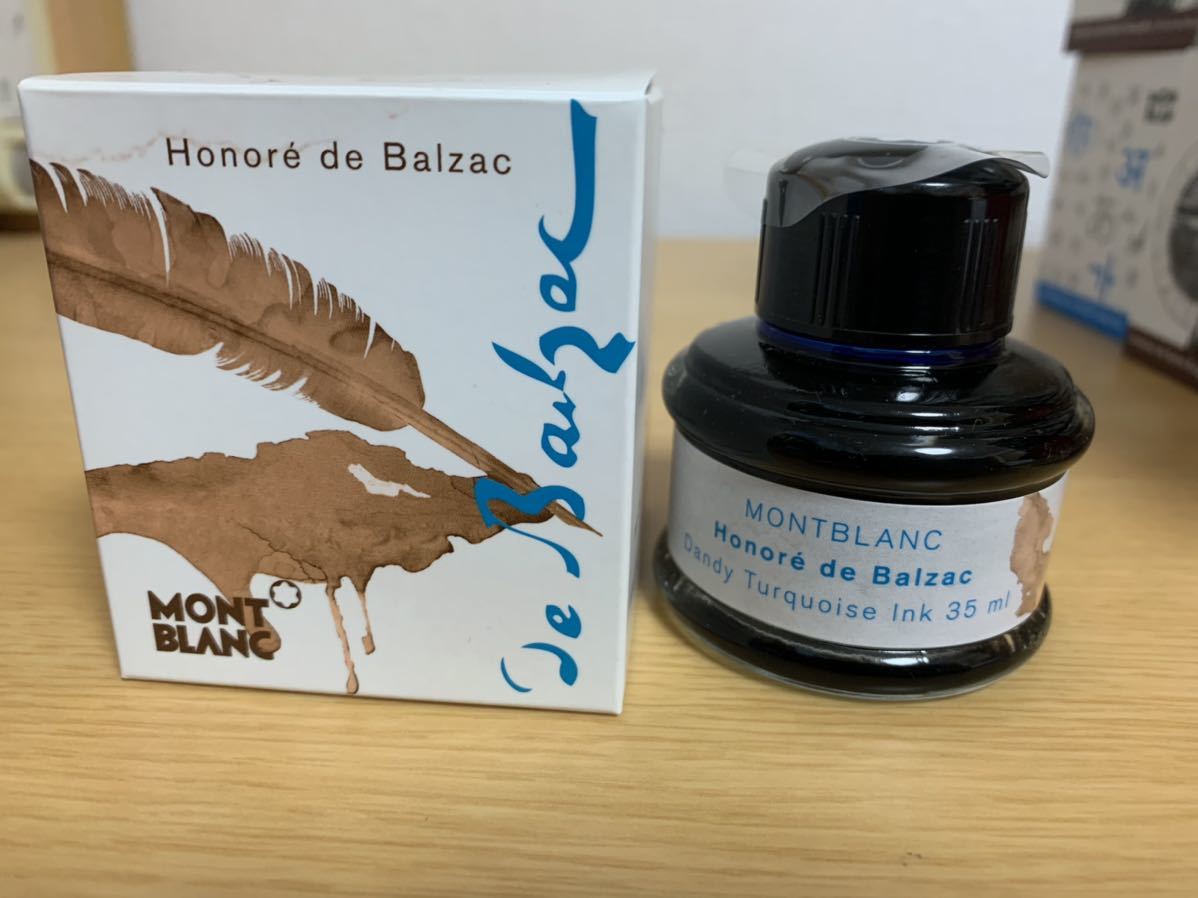 Honoré de Balzac
de Balzac
MONT
BLANC
MONTBLANC
Honoré de Balzac
Dandy Turquoise Ink 35 ml